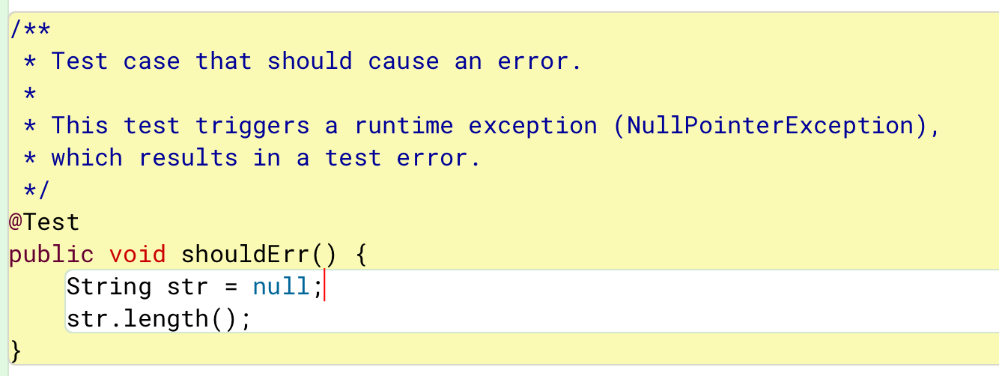 /**
 * Test case that should cause an error.
 *
 * This test triggers a runtime exception (NullPointerException),
 * which results in a test error.
 */
@Test
public void shouldErr() {
    String str = null;
    str.length();
}